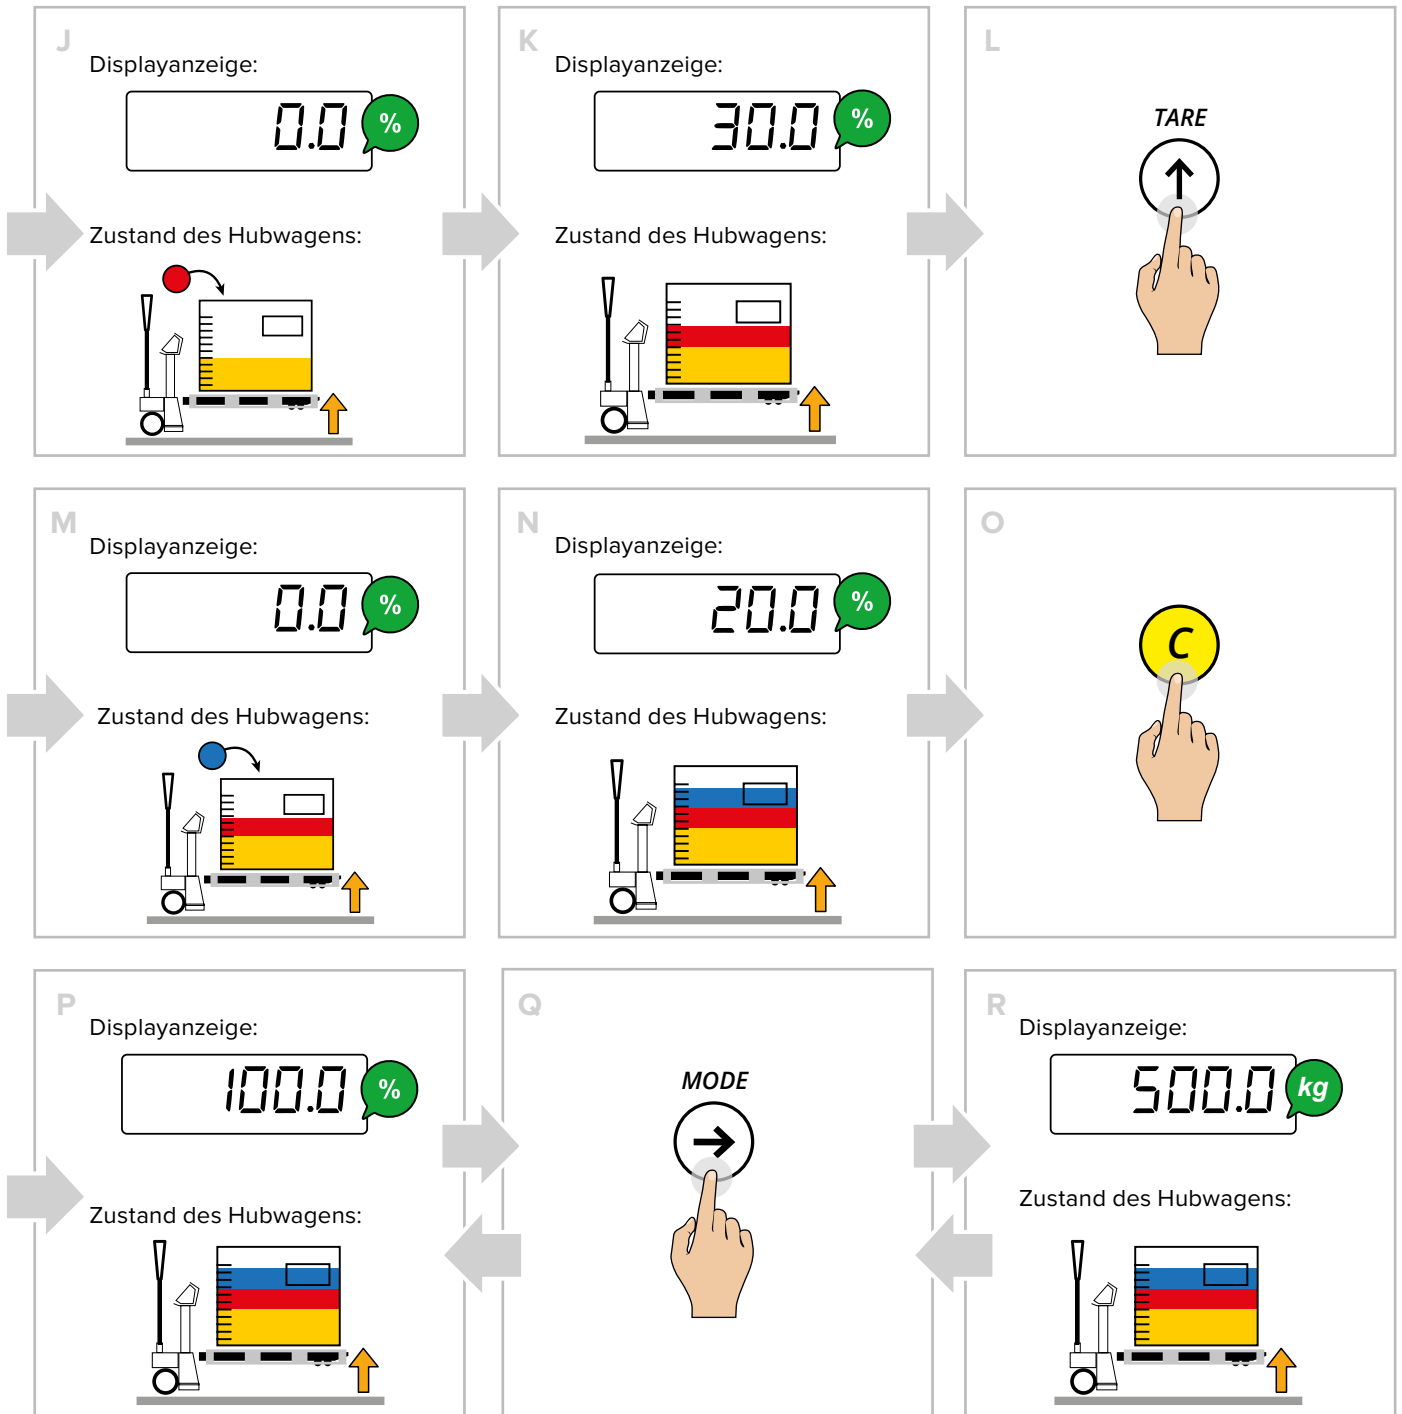 J
Displayanzeige:
0.0 %
Zustand des Hubwagens:
K
Displayanzeige:
30.0 %
Zustand des Hubwagens:
L
TARE
M
Displayanzeige:
0.0 %
Zustand des Hubwagens:
N
Displayanzeige:
20.0 %
Zustand des Hubwagens:
O
C
P
Displayanzeige:
100.0 %
Zustand des Hubwagens:
Q
MODE
R
Displayanzeige:
500.0 kg
Zustand des Hubwagens: